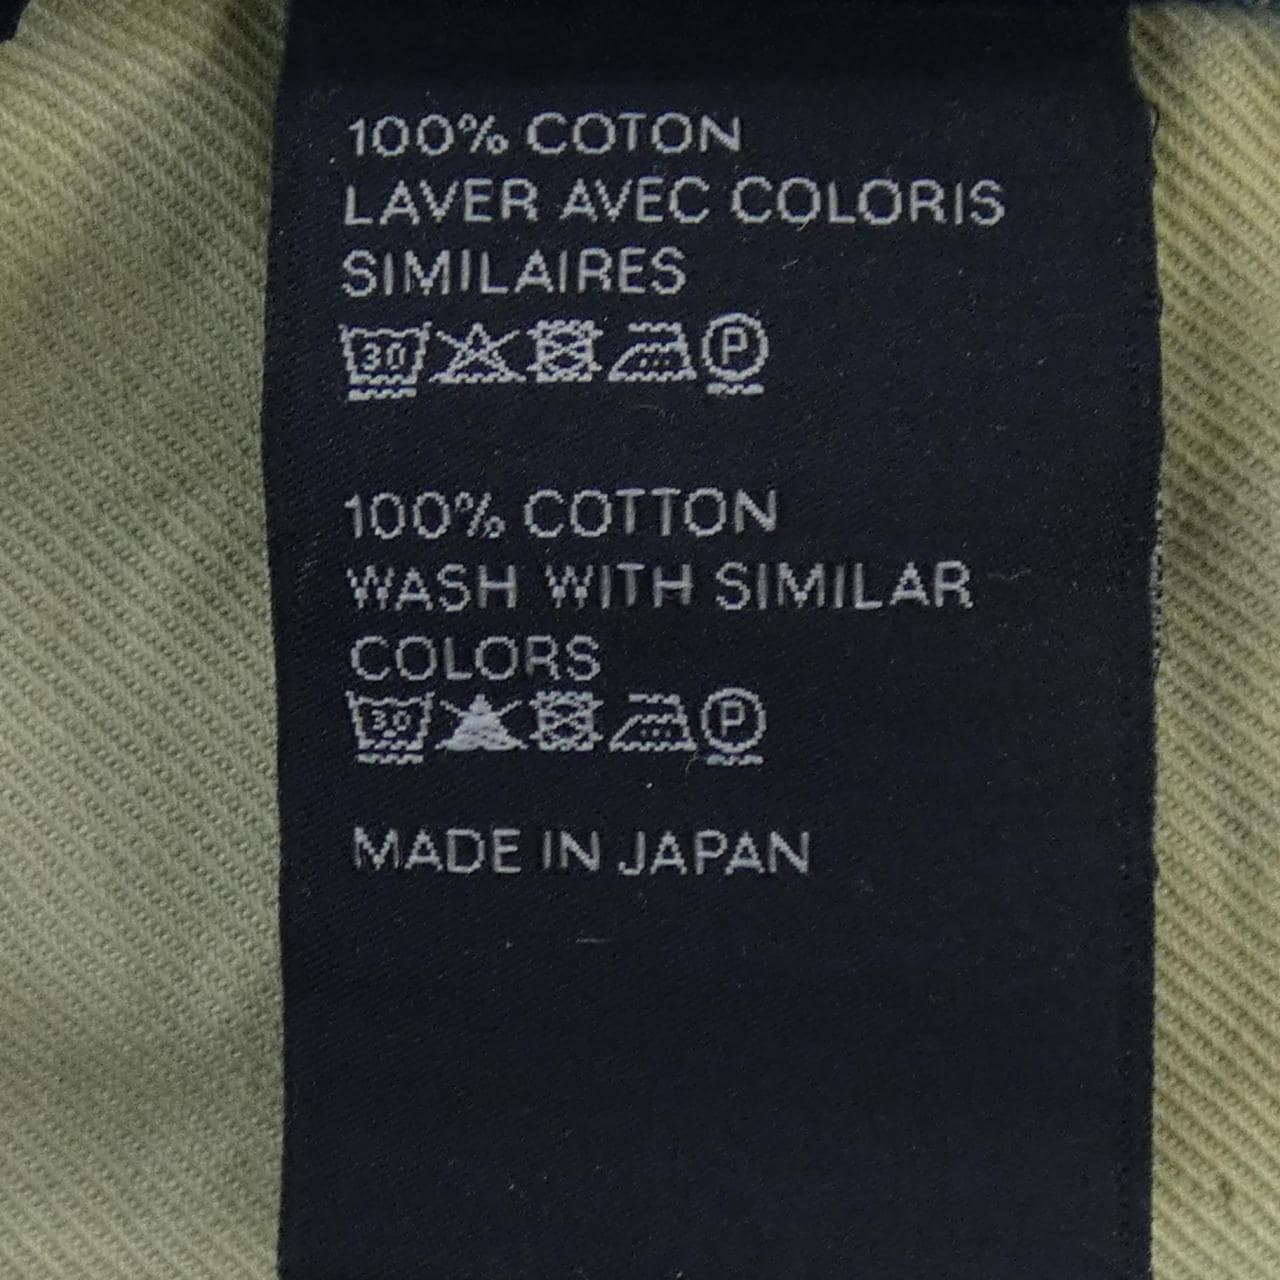 100% COTON
LAVER AVEC COLORIS
SIMILAIRES
30 P
100% COTTON
WASH WITH SIMILAR
COLORS
30 P
MADE IN JAPAN